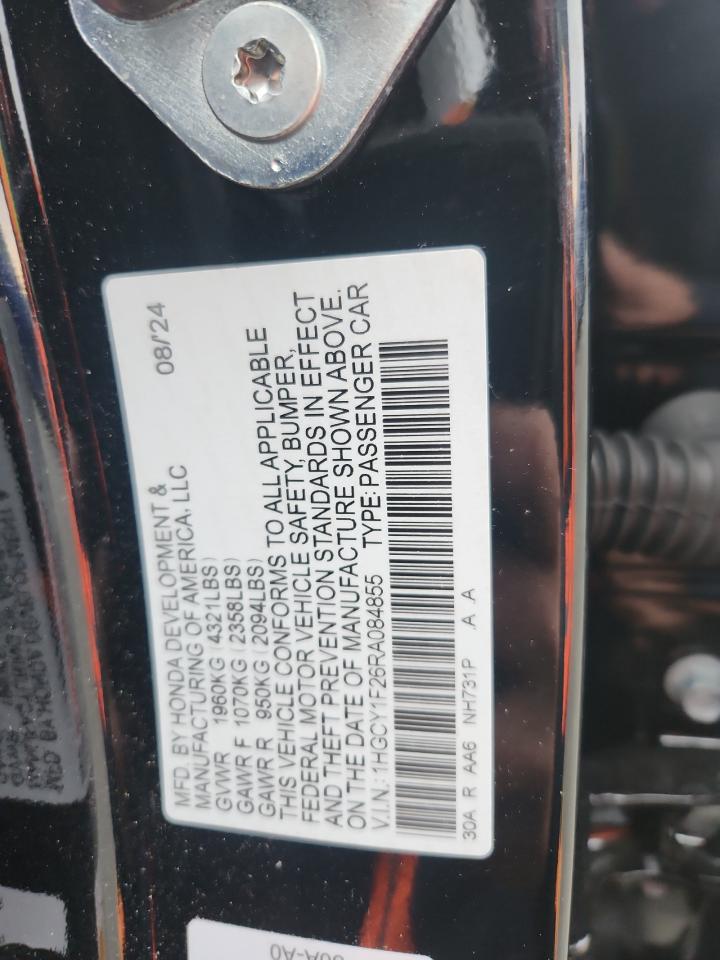 MFD. BY HONDA DEVELOPMENT & 08/'24
MANUFACTURING OF AMERICA, LLC
GVWR 1960KG (4321LBS)
GAWR F 1070KG (2358LBS)
GAWR R 950KG (2094LBS)
THIS VEHICLE CONFORMS TO ALL APPLICABLE
FEDERAL MOTOR VEHICLE SAFETY, BUMPER,
AND THEFT PREVENTION STANDARDS IN EFFECT
ON THE DATE OF MANUFACTURE SHOWN ABOVE.
V.I.N.: 1HGCY1F26RA084855 TYPE: PASSENGER CAR
30A R AA6 NH731P A A
0A-A0